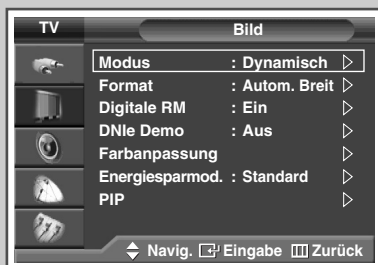 TV Bild
Modus : Dynamisch
Format : Autom. Breit
Digitale RM : Ein
DNIe Demo : Aus
Farbanpassung
Energiesparmod. : Standard
PIP
Navig. Eingabe Zurück